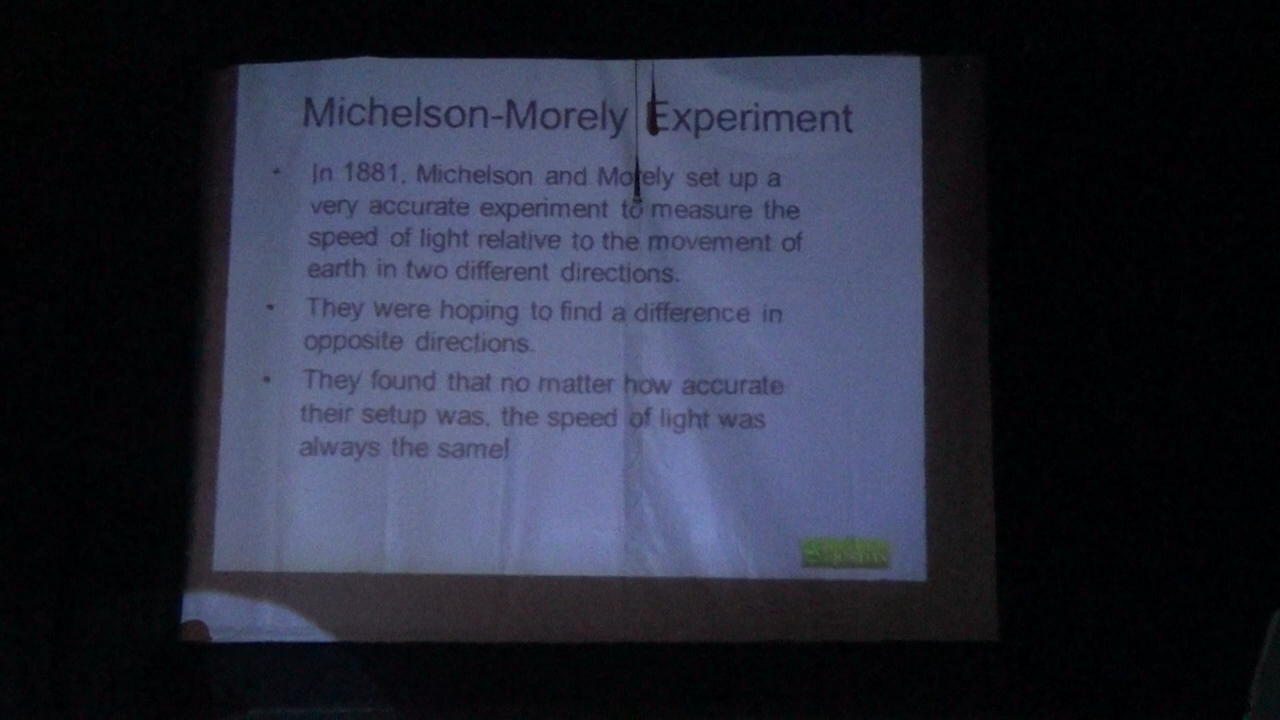 Michelson-Morely Experiment
• In 1881, Michelson and Morely set up a
very accurate experiment to measure the
speed of light relative to the movement of
earth in two different directions.
• They were hoping to find a difference in
opposite directions.
• They found that no matter how accurate
their setup was, the speed of light was
always the same!